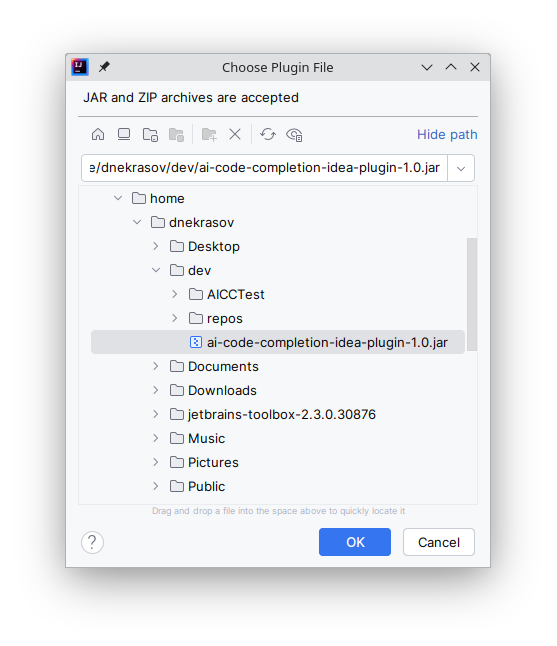 Choose Plugin File
JAR and ZIP archives are accepted
Hide path
e/dnekrasov/dev/ai-code-completion-idea-plugin-1.0.jar
home
dnekrasov
Desktop
dev
AICCTest
repos
ai-code-completion-idea-plugin-1.0.jar
Documents
Downloads
jetbrains-toolbox-2.3.0.30876
Music
Pictures
Public
Drag and drop a file into the space above to quickly locate it
? OK Cancel